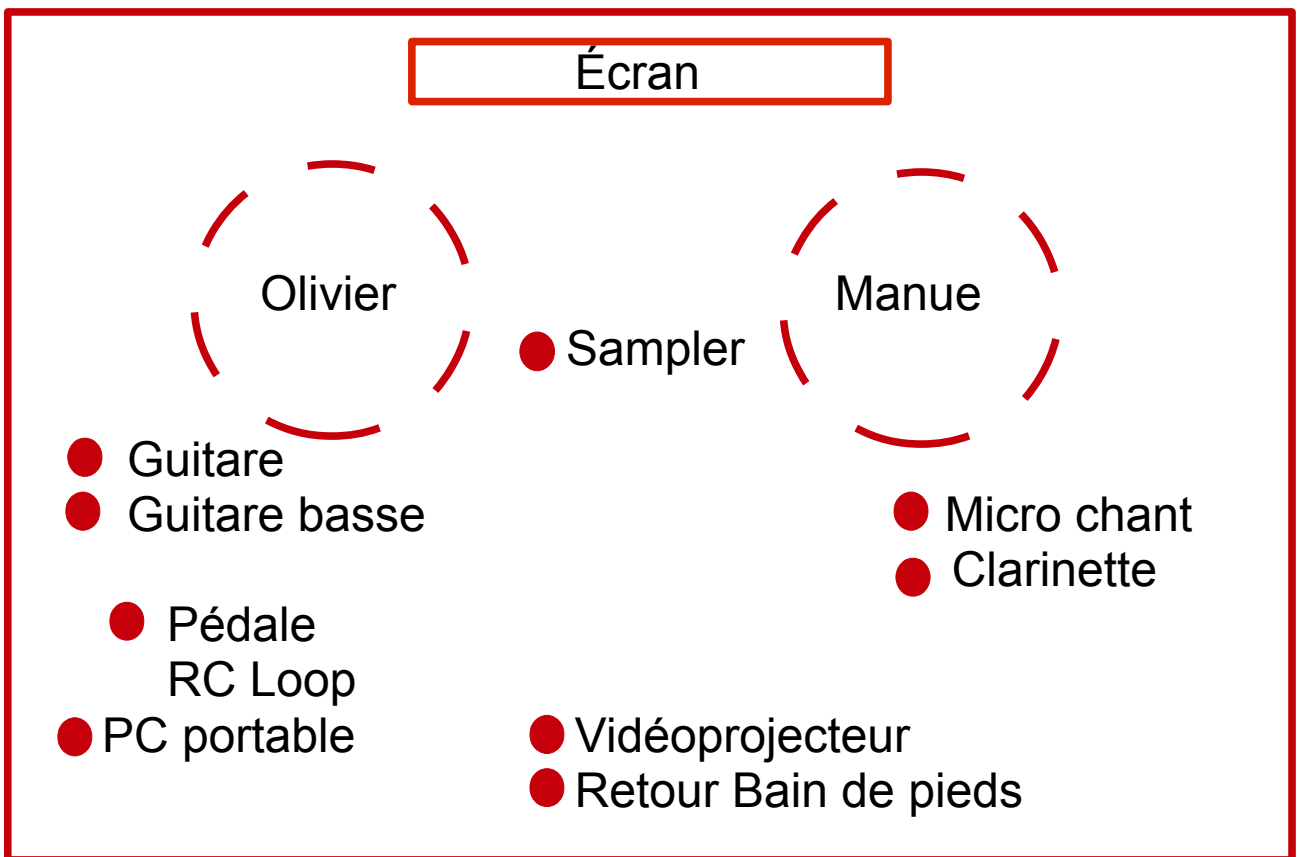 Écran
Olivier
Manue
Sampler
Guitare
Guitare basse
Micro chant
Clarinette
Pédale
RC Loop
PC portable
Vidéoprojecteur
Retour Bain de pieds